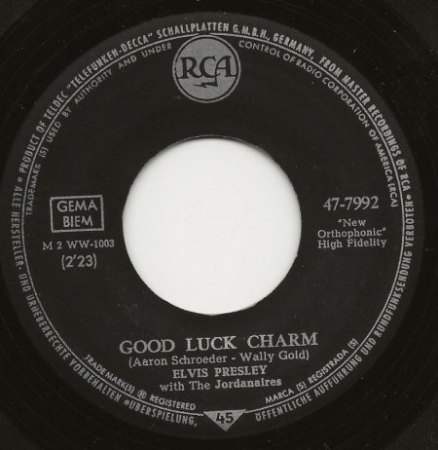 PRODUCT OF TELDEC "TELEFUNKEN-DECCA" SCHALLPLATTEN G.M.B.H., GERMANY, FROM MASTER RECORDINGS OF RCA •
TRADEMARK(S) USED BY AUTHORITY AND UNDER CONTROL OF RADIO CORPORATION OF AMERICA (RCA)
RCA
GEMA
BIEM
M 2 WW-1003
(2'23)
47-7992
"New
Orthophonic"
High Fidelity
GOOD LUCK CHARM
(Aaron Schroeder - Wally Gold)
ELVIS PRESLEY
with The Jordanaires
TRADEMARK(S) ® REGISTERED
MARCA(S) REGISTRADA(S)
• ALLE HERSTELLER- UND URHEBERRECHTE VORBEHALTEN • ÜBERSPIELUNG, ÖFFENTLICHE AUFFÜHRUNG UND RUNDFUNKSENDUNG VERBOTEN
45